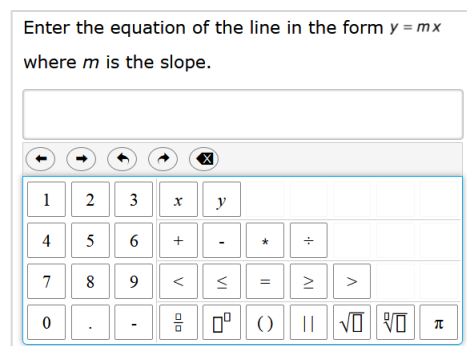 Enter the equation of the line in the form y = mx
where m is the slope.
1 2 3 x y
4 5 6 + - * ÷
7 8 9 < ≤ = ≥ >
0 . - □/□ □^□ () || √□ □√□ π